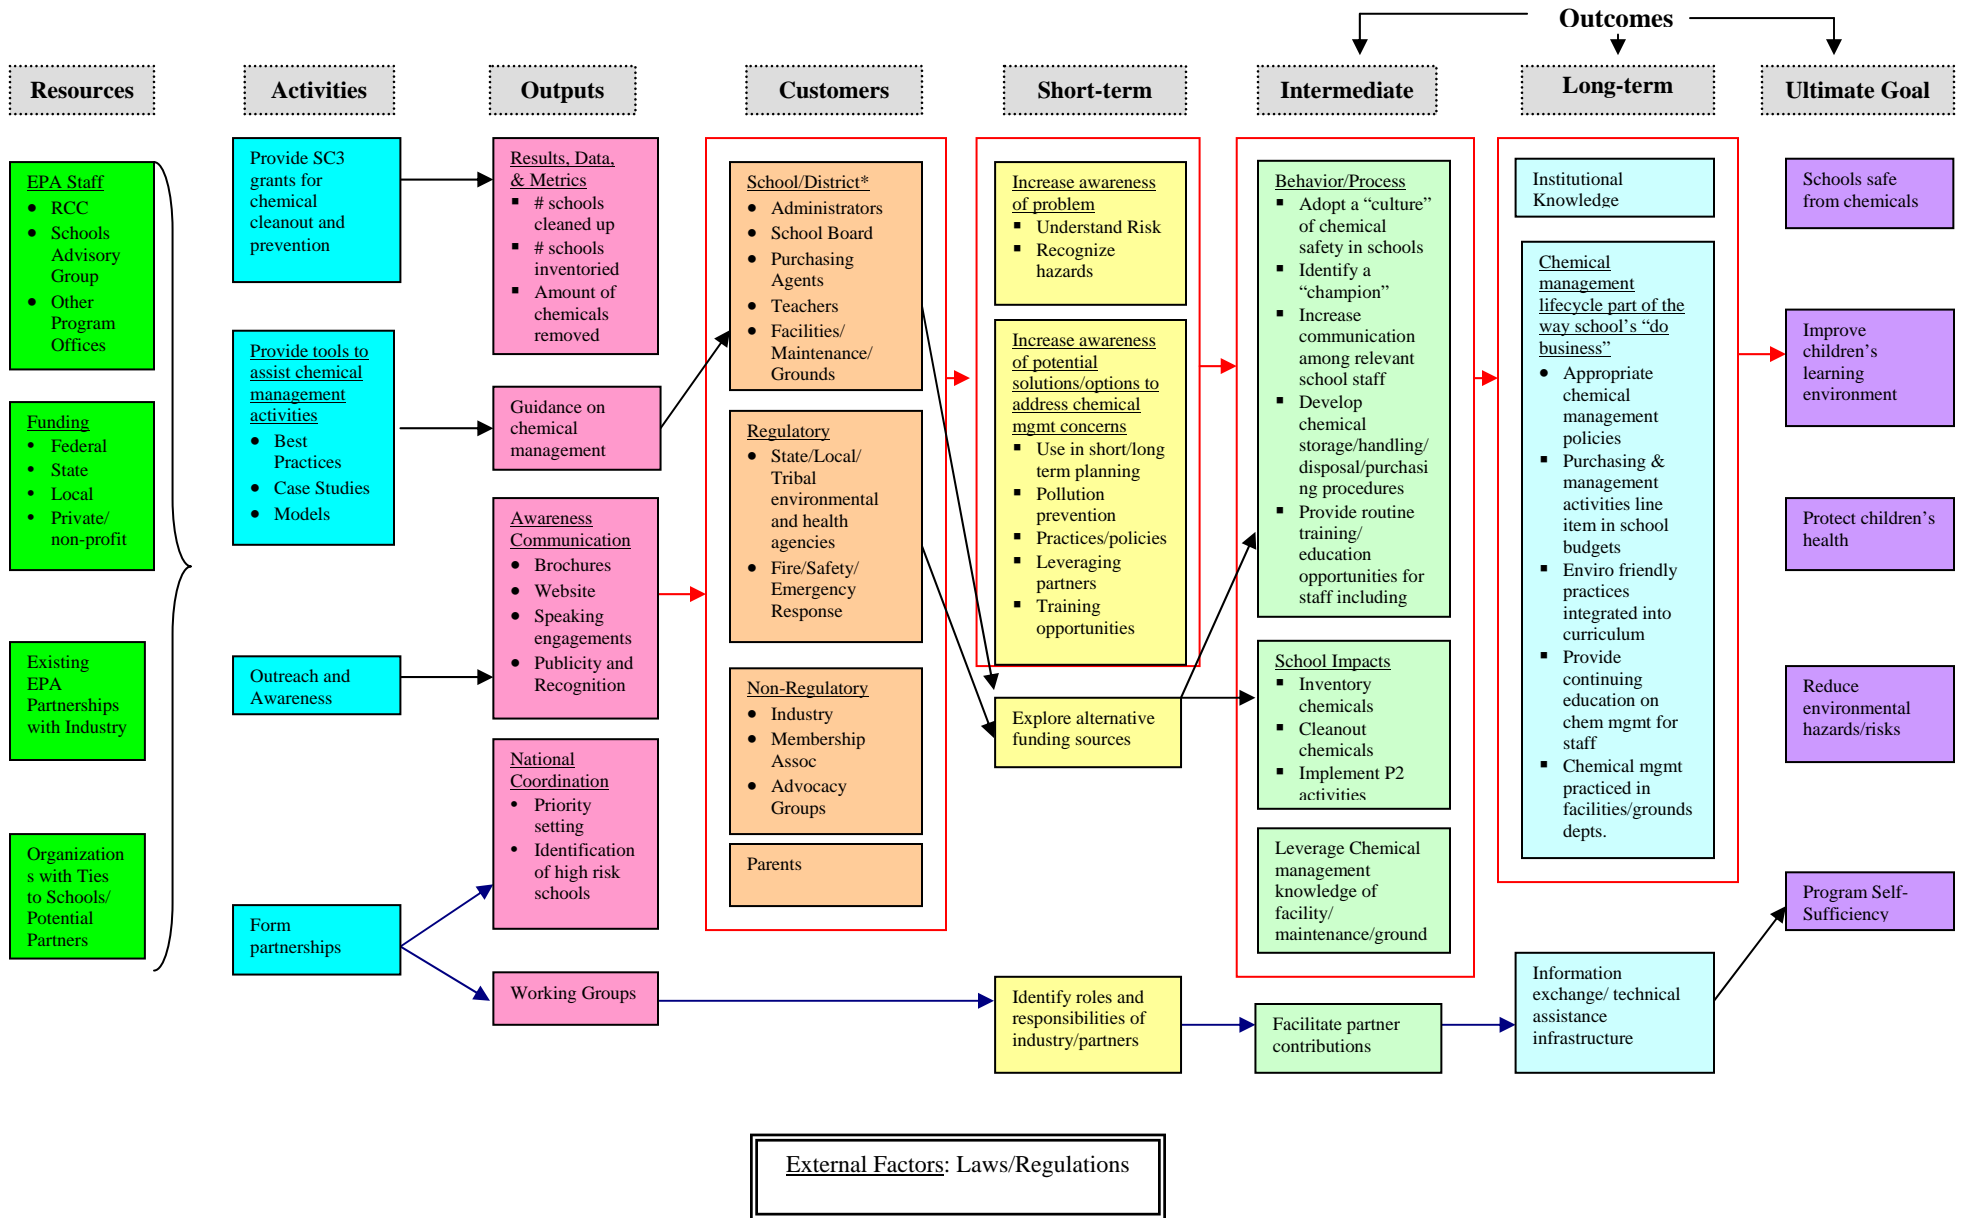 Outcomes
Resources
Activities
Outputs
Customers
Short-term
Intermediate
Long-term
Ultimate Goal
EPA Staff
● RCC
● Schools
Advisory
Group
● Other
Program
Offices
Funding
• Federal
• State
• Local
• Private/
non-profit
Existing
EPA
Partnerships
with Industry
Organization
s with Ties
to Schools/
Potential
Partners
Provide SC3
grants for
chemical
cleanout and
prevention
Provide tools to
assist chemical
management
activities
● Best
Practices
● Case Studies
● Models
Outreach and
Awareness
Form
partnerships
Results, Data,
& Metrics
▪ # schools
cleaned up
▪ # schools
inventoried
▪ Amount of
chemicals
removed
Guidance on
chemical
management
Awareness
Communication
● Brochures
● Website
● Speaking
engagements
● Publicity and
Recognition
National
Coordination
• Priority
setting
• Identification
of high risk
schools
Working Groups
School/District*
● Administrators
● School Board
● Purchasing
Agents
● Teachers
● Facilities/
Maintenance/
Grounds
Regulatory
● State/Local/
Tribal
environmental
and health
agencies
● Fire/Safety/
Emergency
Response
Non-Regulatory
● Industry
● Membership
Assoc
● Advocacy
Groups
Parents
Increase awareness
of problem
▪ Understand Risk
▪ Recognize
hazards
Increase awareness
of potential
solutions/options to
address chemical
mgmt concerns
▪ Use in short/long
term planning
▪ Pollution
prevention
▪ Practices/policies
▪ Leveraging
partners
▪ Training
opportunities
Explore alternative
funding sources
Identify roles and
responsibilities of
industry/partners
Behavior/Process
▪ Adopt a “culture”
of chemical
safety in schools
▪ Identify a
“champion”
▪ Increase
communication
among relevant
school staff
▪ Develop
chemical
storage/handling/
disposal/purchasi
ng procedures
▪ Provide routine
training/
education
opportunities for
staff including
School Impacts
▪ Inventory
chemicals
▪ Cleanout
chemicals
▪ Implement P2
activities
Leverage Chemical
management
knowledge of
facility/
maintenance/ground
Facilitate partner
contributions
Institutional
Knowledge
Chemical
management
lifecycle part of the
way school’s “do
business”
● Appropriate
chemical
management
policies
▪ Purchasing &
management
activities line
item in school
budgets
▪ Enviro friendly
practices
integrated into
curriculum
▪ Provide
continuing
education on
chem mgmt for
staff
▪ Chemical mgmt
practiced in
facilities/grounds
depts.
Information
exchange/ technical
assistance
infrastructure
Schools safe
from chemicals
Improve
children’s
learning
environment
Protect children’s
health
Reduce
environmental
hazards/risks
Program Self-
Sufficiency
External Factors: Laws/Regulations